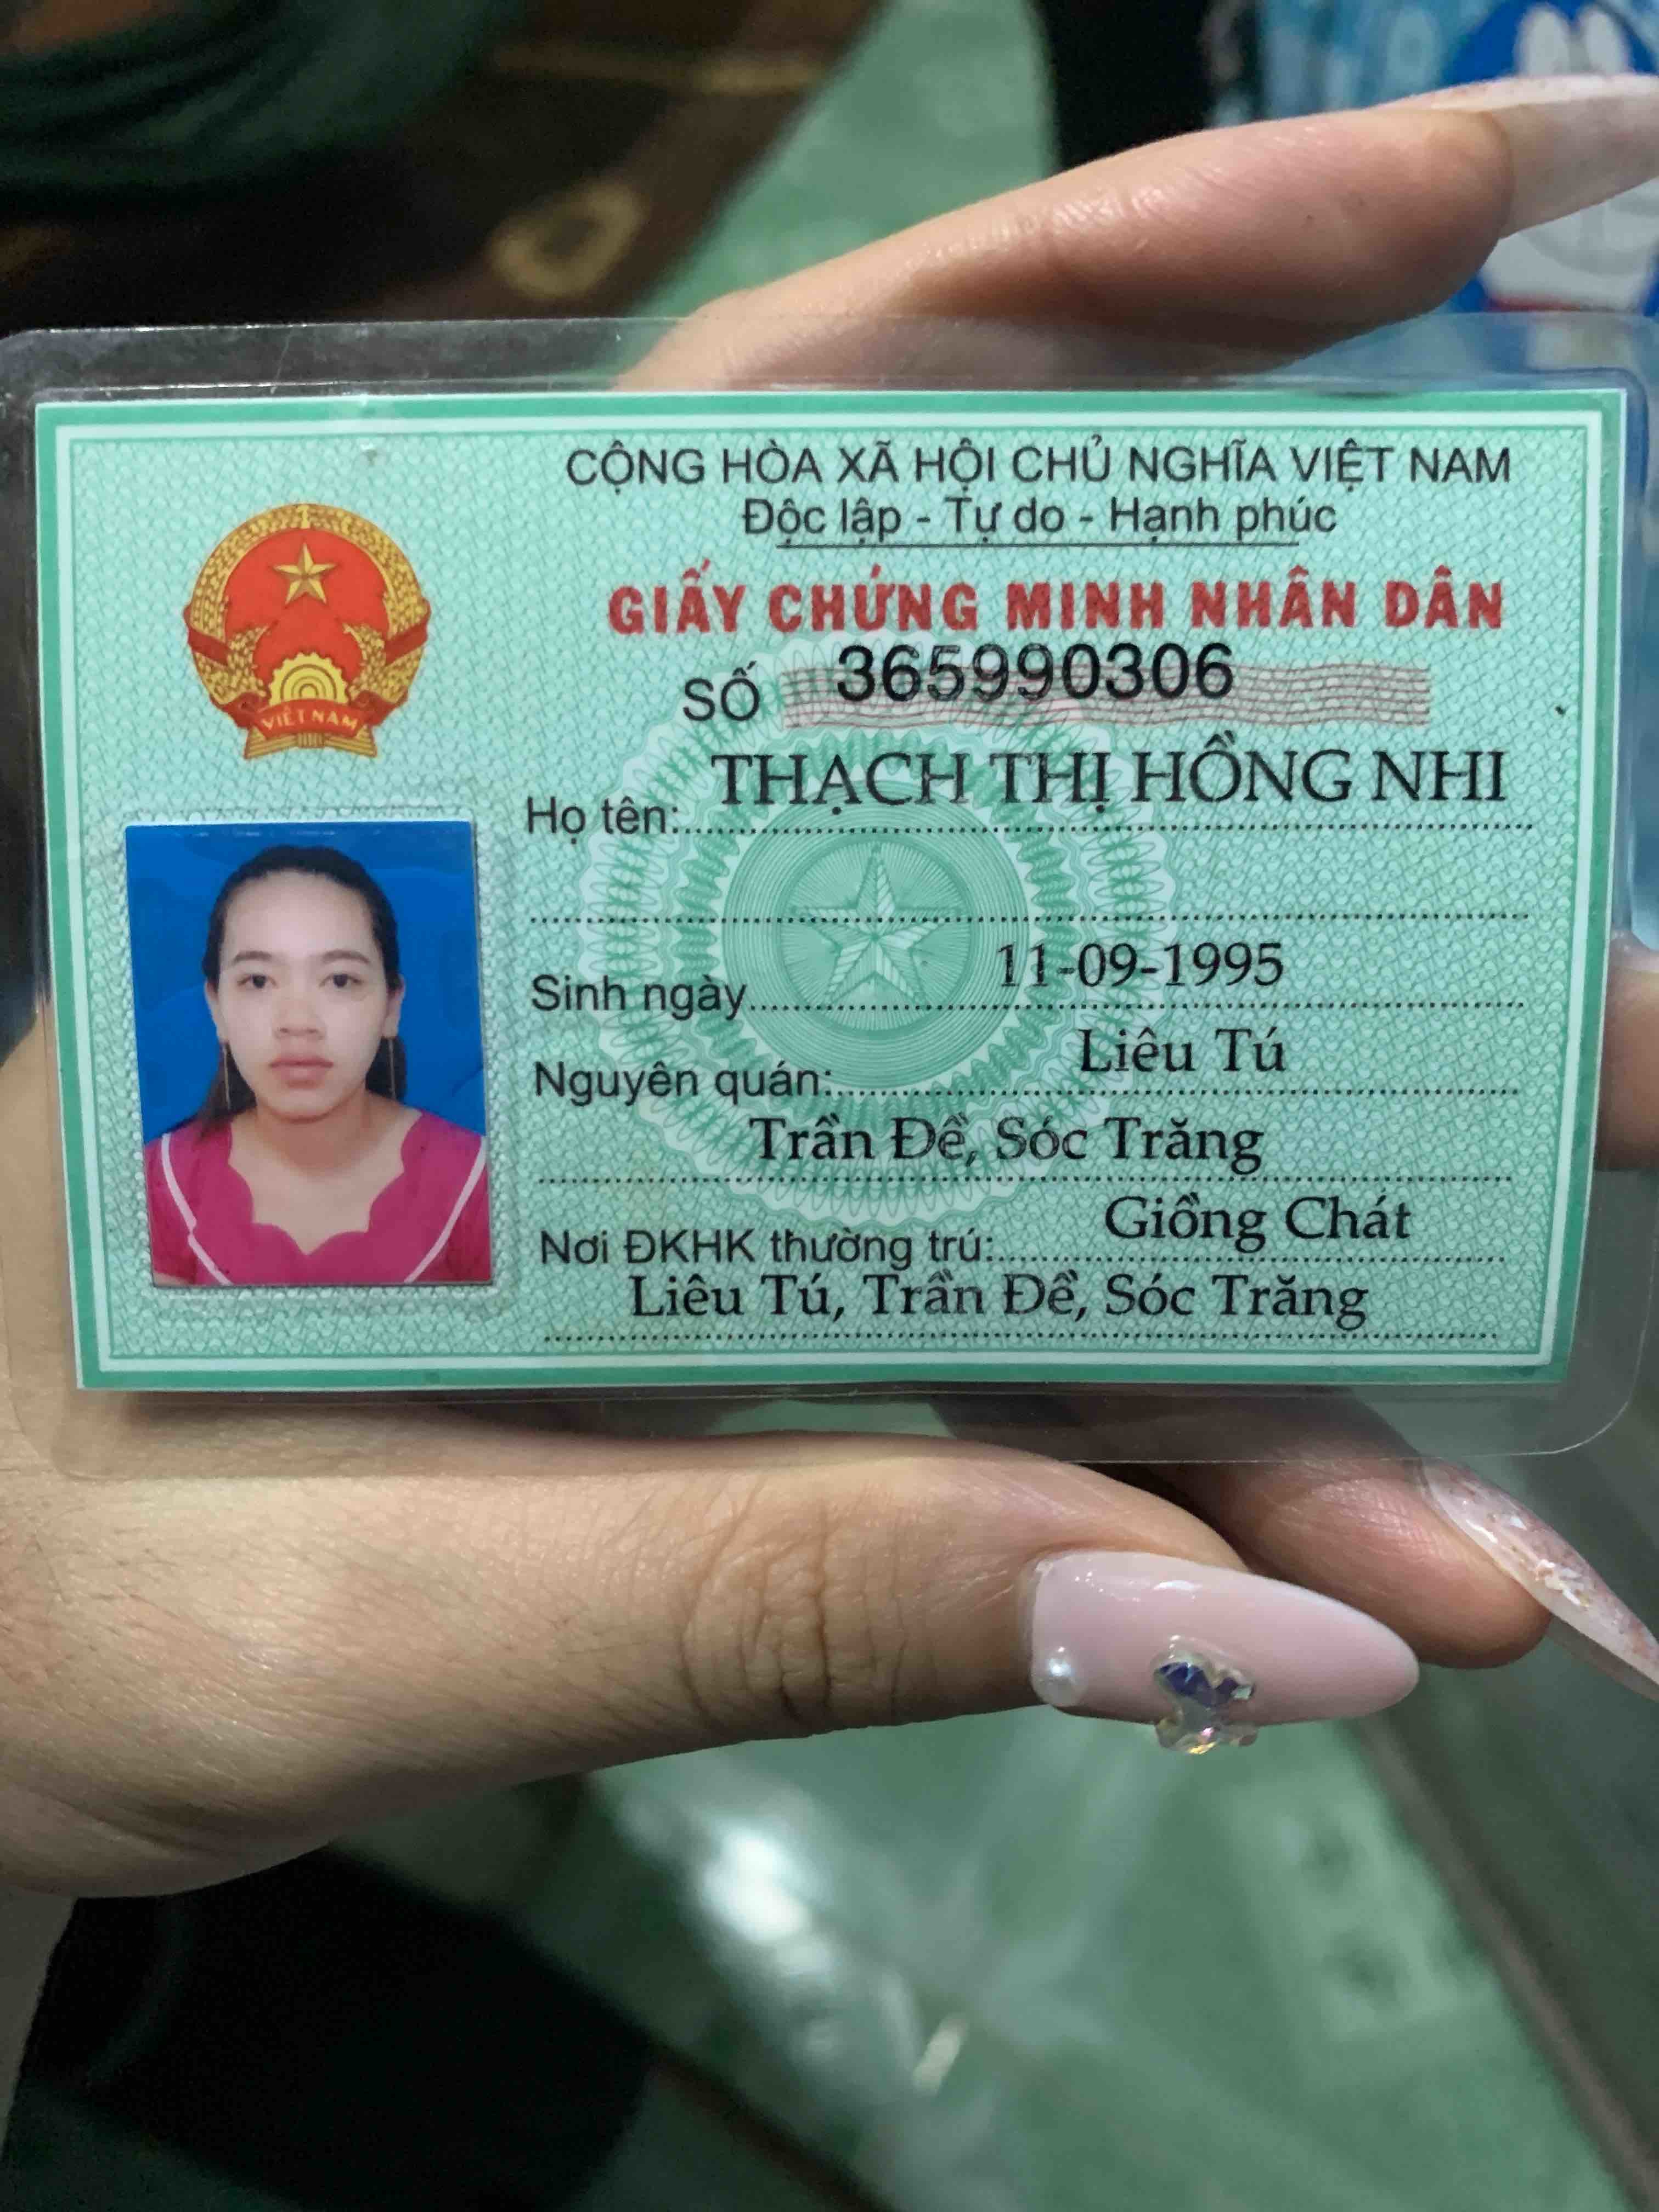 CỘNG HÒA XÃ HỘI CHỦ NGHĨA VIỆT NAM
Độc lập - Tự do - Hạnh phúc
GIẤY CHỨNG MINH NHÂN DÂN
SỐ 365990306
VIỆT NAM
Họ tên: THẠCH THỊ HỒNG NHI
Sinh ngày 11-09-1995
Nguyên quán: Liêu Tú
Trần Đề, Sóc Trăng
Nơi ĐKHK thường trú: Giồng Chát
Liêu Tú, Trần Đề, Sóc Trăng